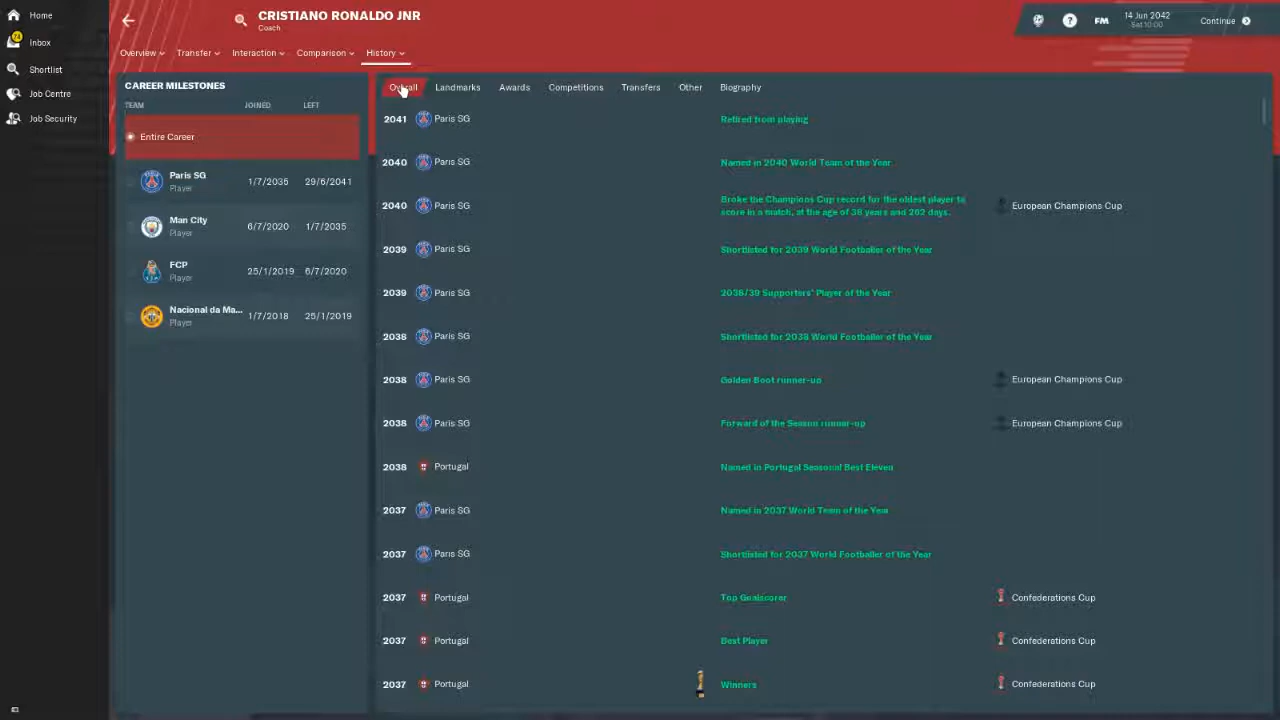 Home
74
Inbox
Shortlist
Job Centre
Job Security
CRISTIANO RONALDO JNR
Coach
? FM 14 Jun 2042
Sat 10:00
Continue
Overview Transfer Interaction Comparison History
CAREER MILESTONES
TEAM JOINED LEFT
Entire Career
Paris SG
Player
1/7/2035 29/6/2041
Man City
Player
6/7/2020 1/7/2035
FCP
Player
25/1/2019 6/7/2020
Nacional da Ma...
Player
1/7/2018 25/1/2019
Overall Landmarks Awards Competitions Transfers Other Biography
2041 Paris SG Retired from playing
2040 Paris SG Named in 2040 World Team of the Year
2040 Paris SG Broke the Champions Cup record for the oldest player to
score in a match, at the age of 38 years and 262 days. European Champions Cup
2039 Paris SG Shortlisted for 2039 World Footballer of the Year
2039 Paris SG 2038/39 Supporters' Player of the Year
2038 Paris SG Shortlisted for 2038 World Footballer of the Year
2038 Paris SG Golden Boot runner-up European Champions Cup
2038 Paris SG Forward of the Season runner-up European Champions Cup
2038 Portugal Named in Portugal Seasonal Best Eleven
2037 Paris SG Named in 2037 World Team of the Year
2037 Paris SG Shortlisted for 2037 World Footballer of the Year
2037 Portugal Top Goalscorer Confederations Cup
2037 Portugal Best Player Confederations Cup
2037 Portugal Winners Confederations Cup